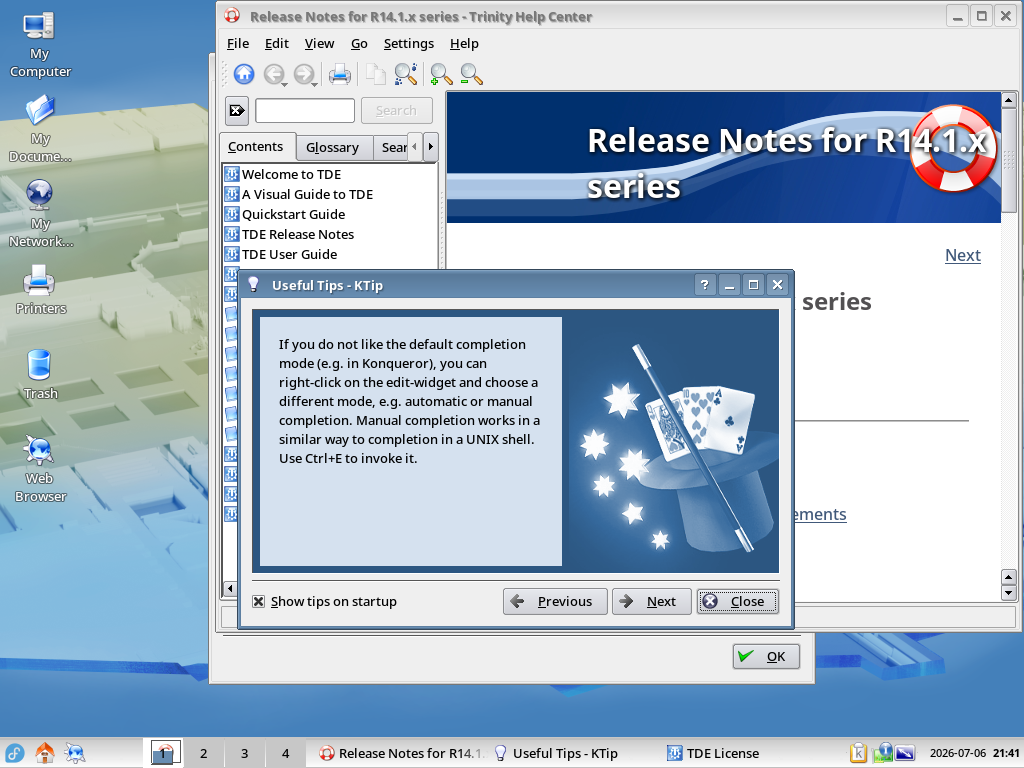 Release Notes for R14.1.x series - Trinity Help Center
File Edit View Go Settings Help
Search
Contents Glossary Sear
Welcome to TDE
A Visual Guide to TDE
Quickstart Guide
TDE Release Notes
TDE User Guide
Release Notes for R14.1.x
series
Next
series
ements
Useful Tips - KTip
If you do not like the default completion
mode (e.g. in Konqueror), you can
right-click on the edit-widget and choose a
different mode, e.g. automatic or manual
completion. Manual completion works in a
similar way to completion in a UNIX shell.
Use Ctrl+E to invoke it.
Show tips on startup
Previous Next Close
OK
My
Computer
My
Docume...
My
Network...
Printers
Trash
Web
Browser
1 2 3 4
Release Notes for R14.1.
Useful Tips - KTip
TDE License
2026-07-06 21:41